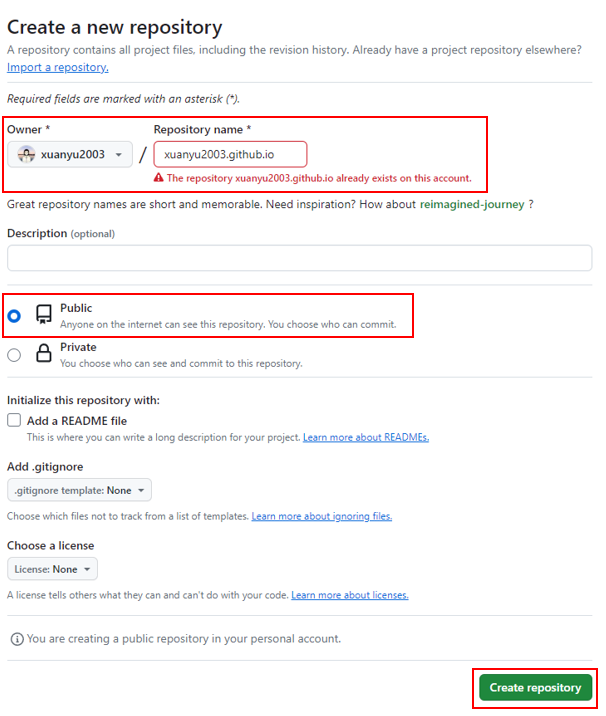 Create a new repository
A repository contains all project files, including the revision history. Already have a project repository elsewhere?
Import a repository.
Required fields are marked with an asterisk (*).
Owner * Repository name *
xuanyu2003 / xuanyu2003.github.io
The repository xuanyu2003.github.io already exists on this account.
Great repository names are short and memorable. Need inspiration? How about reimagined-journey ?
Description (optional)
Public
Anyone on the internet can see this repository. You choose who can commit.
Private
You choose who can see and commit to this repository.
Initialize this repository with:
Add a README file
This is where you can write a long description for your project. Learn more about READMEs.
Add .gitignore
.gitignore template: None
Choose which files not to track from a list of templates. Learn more about ignoring files.
Choose a license
License: None
A license tells others what they can and can't do with your code. Learn more about licenses.
You are creating a public repository in your personal account.
Create repository